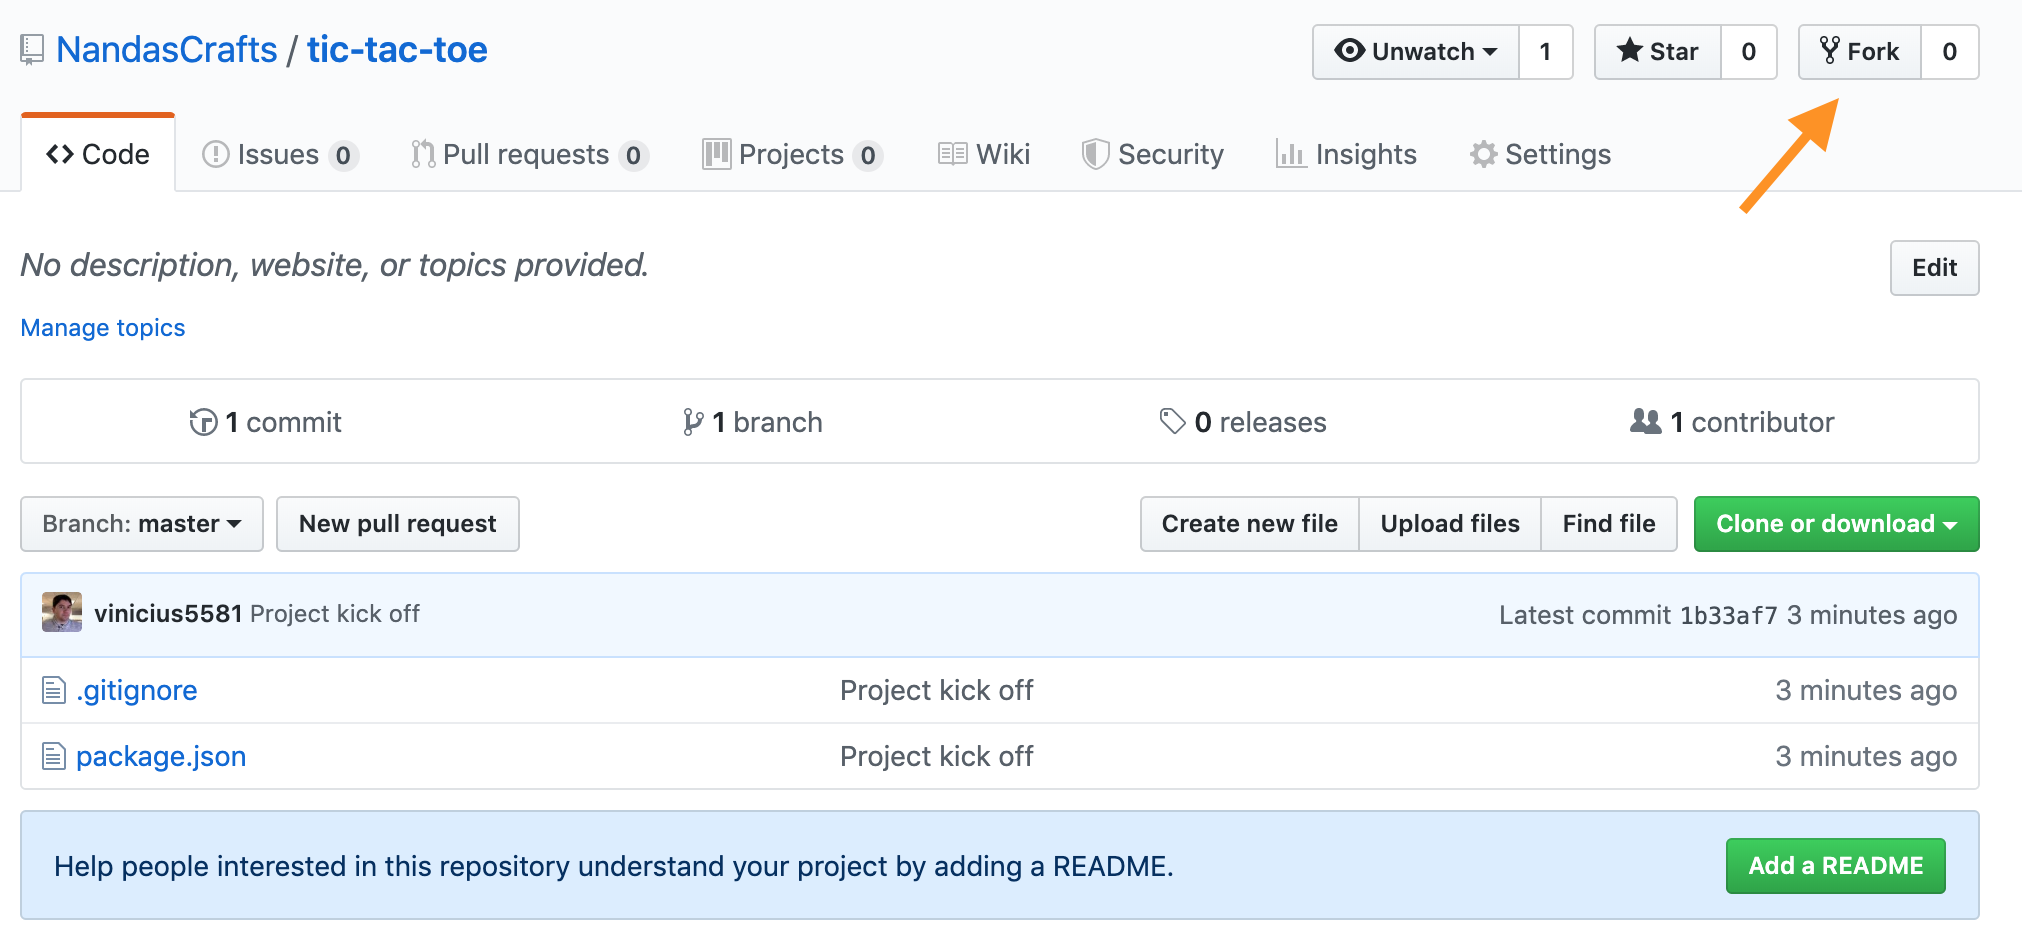 NandasCrafts / tic-tac-toe
Unwatch 1 Star 0 Fork 0
Code Issues 0 Pull requests 0 Projects 0 Wiki Security Insights Settings
No description, website, or topics provided.
Edit
Manage topics
1 commit 1 branch 0 releases 1 contributor
Branch: master New pull request Create new file Upload files Find file Clone or download
vinicius5581 Project kick off Latest commit 1b33af7 3 minutes ago
.gitignore Project kick off 3 minutes ago
package.json Project kick off 3 minutes ago
Help people interested in this repository understand your project by adding a README. Add a README